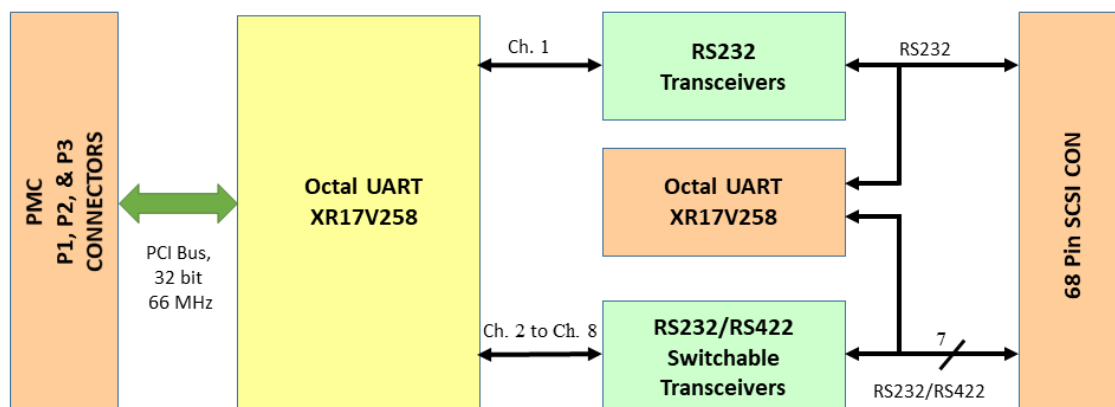 PMC
P1, P2, & P3
CONNECTORS
PCI Bus,
32 bit
66 MHz
Octal UART
XR17V258
Ch. 1
Ch. 2 to Ch. 8
RS232
Transceivers
Octal UART
XR17V258
RS232/RS422
Switchable
Transceivers
RS232
7
RS232/RS422
68 Pin SCSI CON